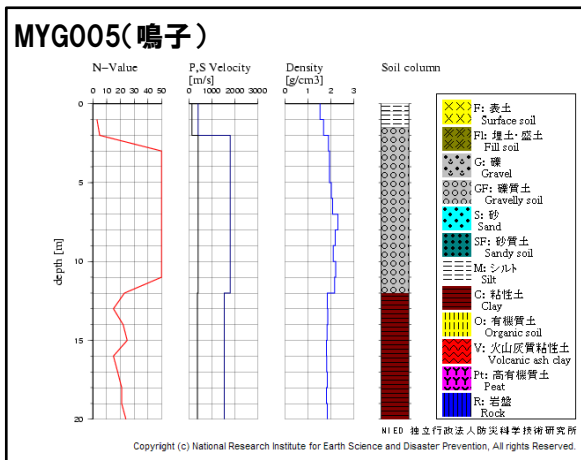 MYG005(鳴子)
N-Value
P,S Velocity
[m/s]
Density
[g/cm3]
Soil column
10 20 30 40 50
0 1000 2000 3000
0 1 2 3
0
5
10
15
20
depth [m]
F: 表土
Surface soil
Fl: 埋土・盛土
Fill soil
G: 礫
Gravel
GF: 礫質土
Gravelly soil
S: 砂
Sand
SF: 砂質土
Sandy soil
M: シルト
Silt
C: 粘性土
Clay
O: 有機質土
Organic soil
V: 火山灰質粘性土
Volcanic ash clay
Pt: 高有機質土
Peat
R: 岩盤
Rock
NIED 独立行政法人防災科学技術研究所
Copyright (c) National Research Institute for Earth Science and Disaster Prevention, All rights Reserved.